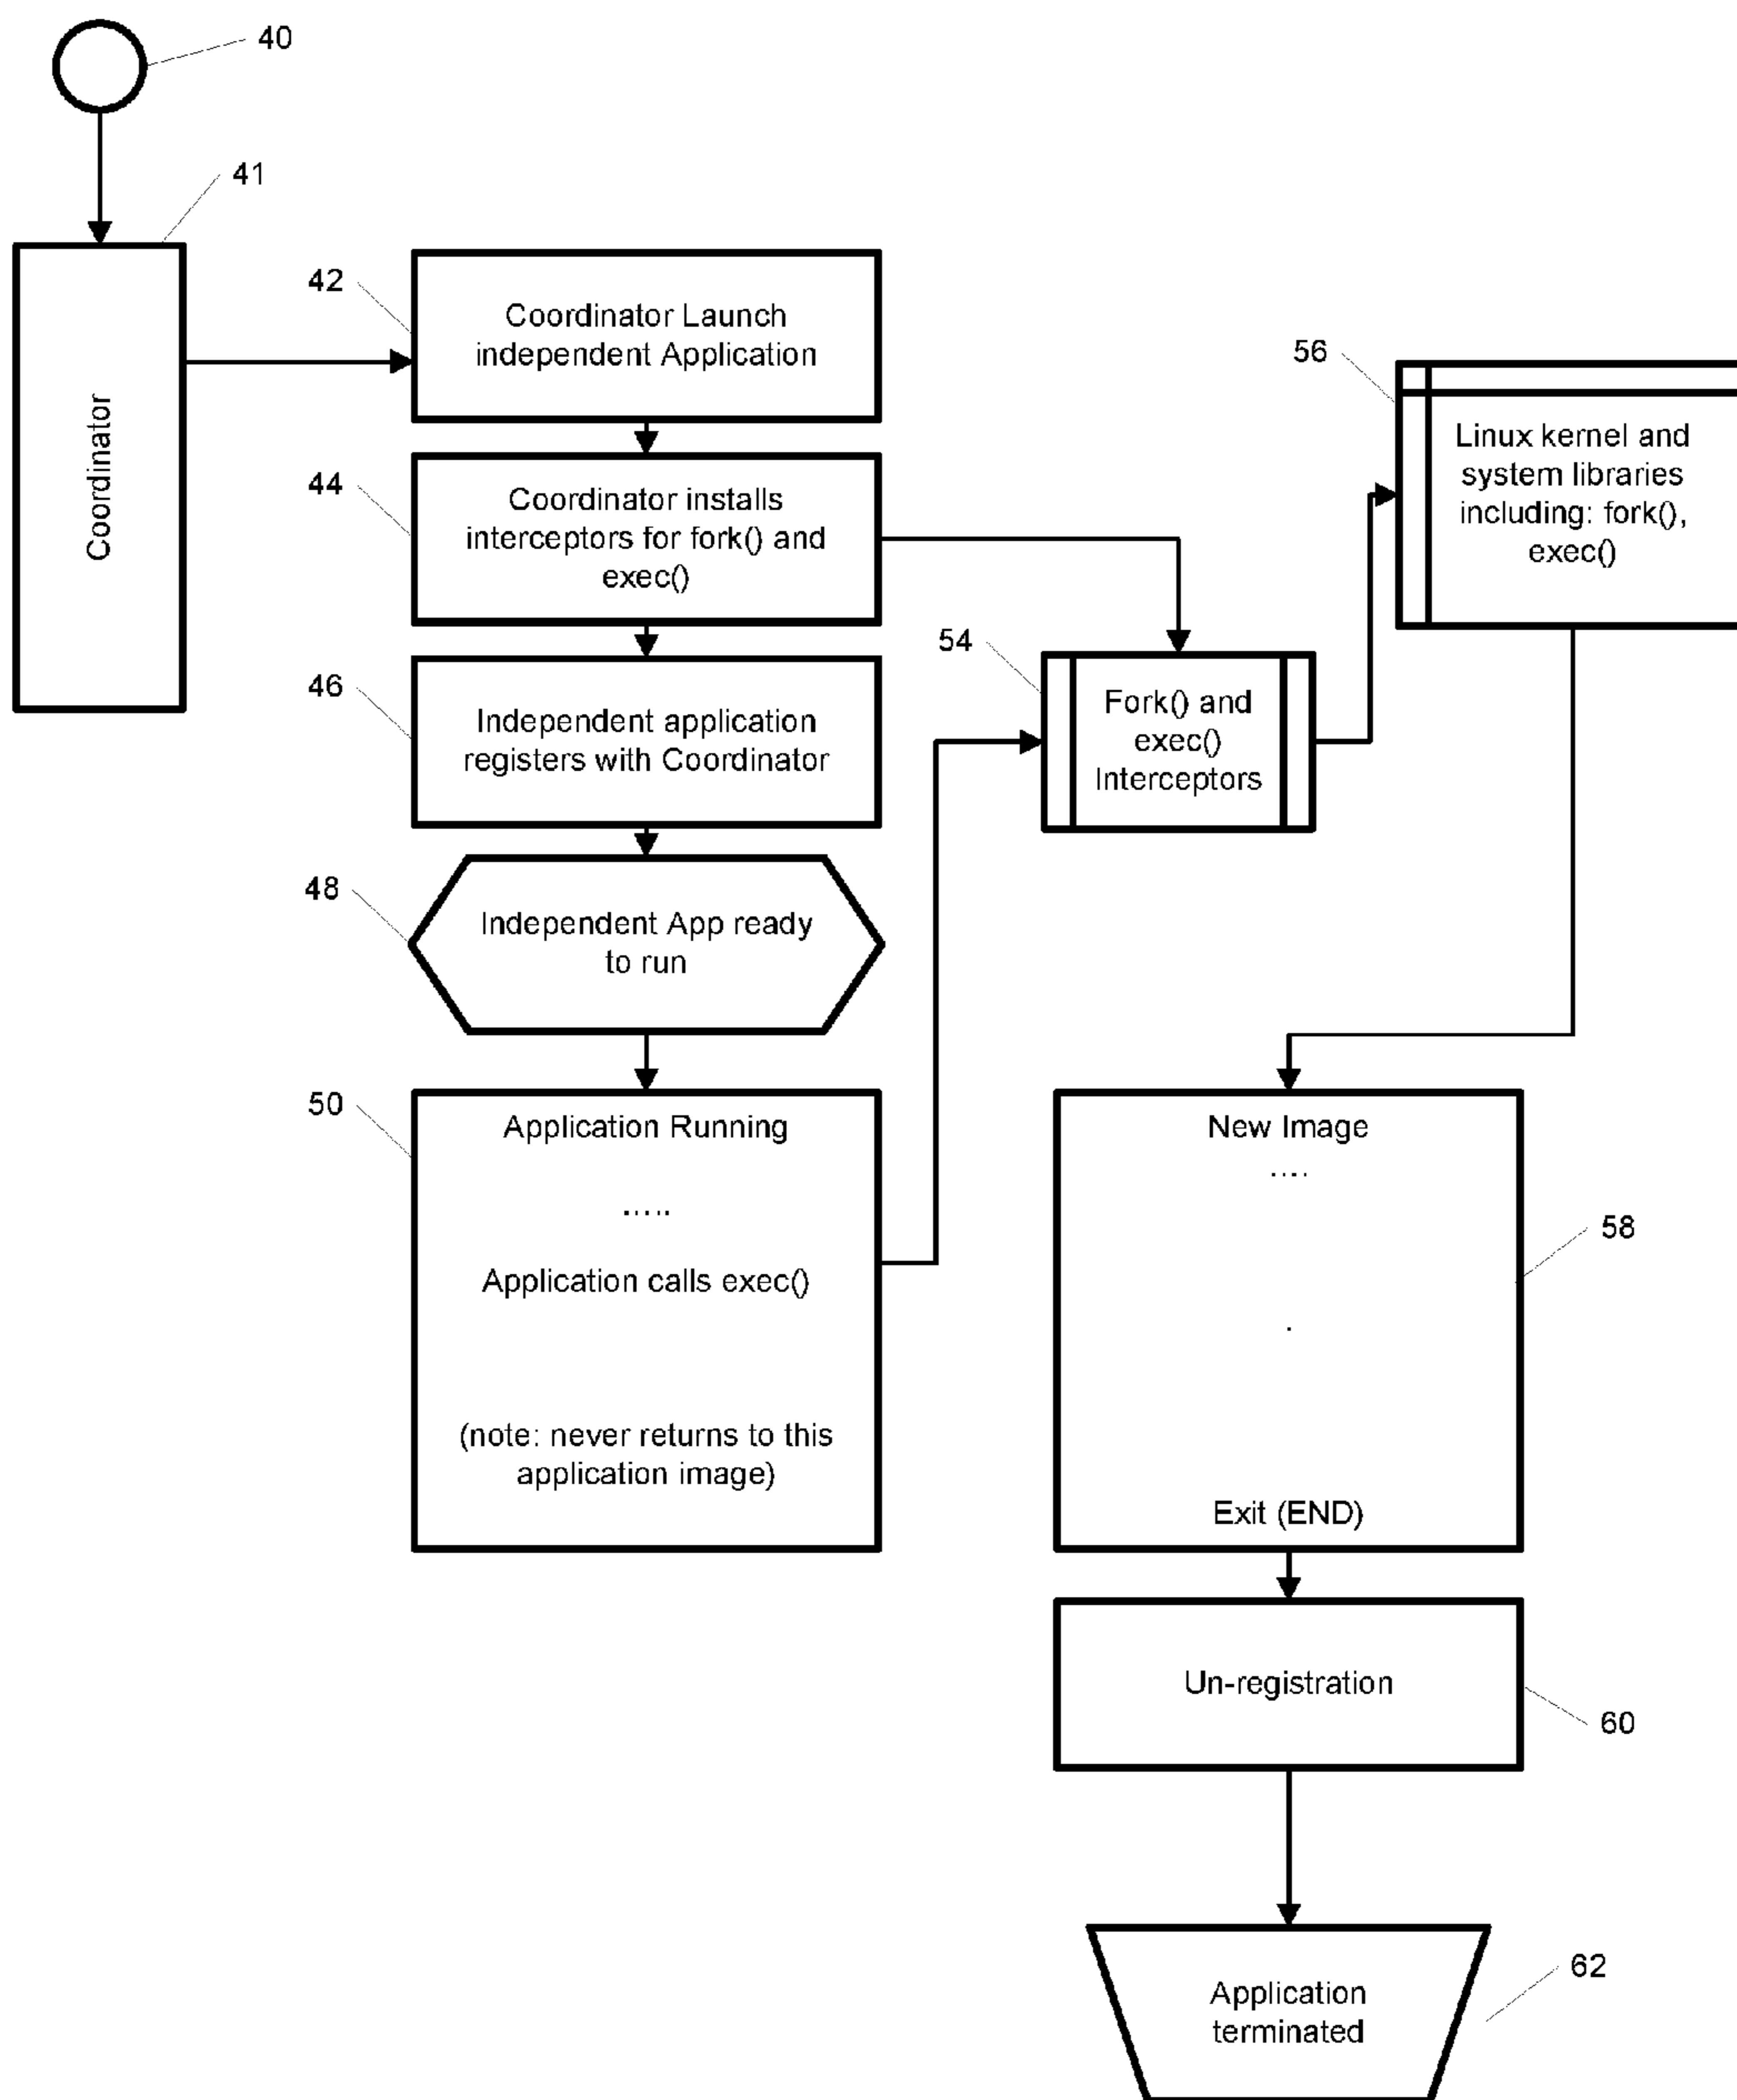 40
41
Coordinator
42
Coordinator Launch
independent Application
44
Coordinator installs
interceptors for fork() and
exec()
46
Independent application
registers with Coordinator
48
Independent App ready
to run
50
Application Running
.....
Application calls exec()
(note: never returns to this
application image)
54
Fork() and
exec()
Interceptors
56
Linux kernel and
system libraries
including: fork(),
exec()
58
New Image
....
.
Exit (END)
60
Un-registration
62
Application
terminated